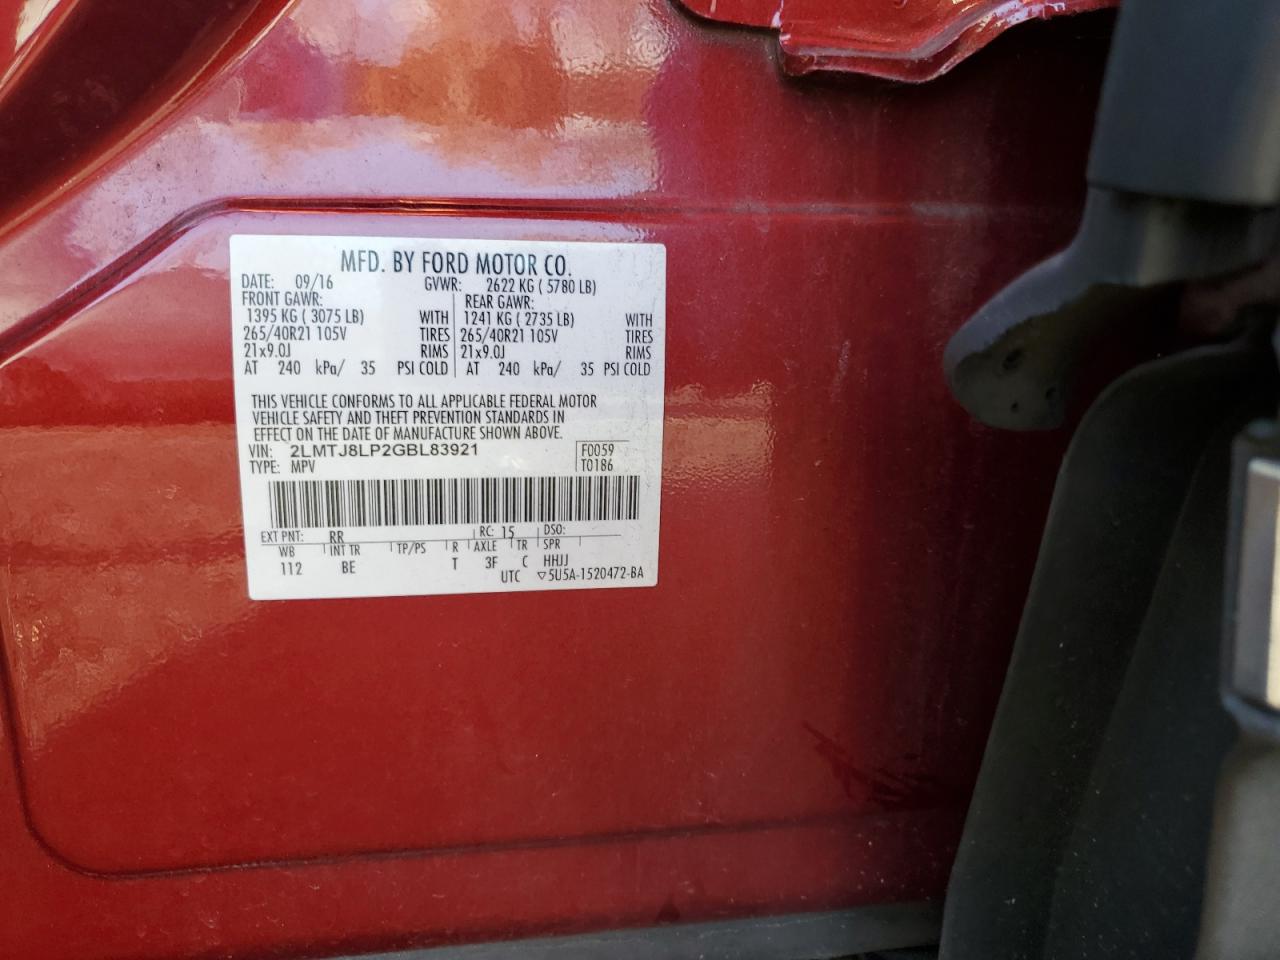 MFD. BY FORD MOTOR CO.
DATE: 09/16 GVWR: 2622 KG ( 5780 LB)
FRONT GAWR: REAR GAWR:
1395 KG ( 3075 LB) WITH 1241 KG ( 2735 LB) WITH
265/40R21 105V TIRES 265/40R21 105V TIRES
21x9.0J RIMS 21x9.0J RIMS
AT 240 kPa/ 35 PSI COLD AT 240 kPa/ 35 PSI COLD
THIS VEHICLE CONFORMS TO ALL APPLICABLE FEDERAL MOTOR
VEHICLE SAFETY AND THEFT PREVENTION STANDARDS IN
EFFECT ON THE DATE OF MANUFACTURE SHOWN ABOVE.
VIN: 2LMTJ8LP2GBL83921 F0059
TYPE: MPV T0186
EXT PNT: RR RC: 15 DSO:
WB INT TR TP/PS R AXLE TR SPR
112 BE T 3F C HHJJ
UTC ▽5U5A-1520472-BA